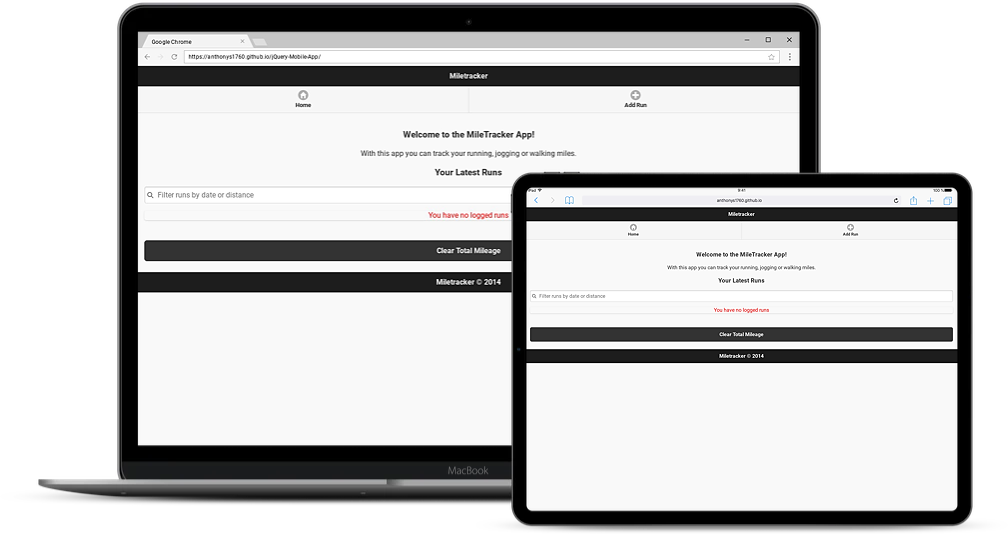 Google Chrome
https://anthonys1760.github.io/jQuery-Mobile-App/
Miletracker
Home
Add Run
Welcome to the MileTracker App!
With this app you can track your running, jogging or walking miles.
Your Latest Runs
Filter runs by date or distance
You have no logged runs
Clear Total Mileage
Miletracker © 2014
MacBook
iPad
9:41
100 %
anthonys1760.github.io
Miletracker
Home
Add Run
Welcome to the MileTracker App!
With this app you can track your running, jogging or walking miles.
Your Latest Runs
Filter runs by date or distance
You have no logged runs
Clear Total Mileage
Miletracker © 2014